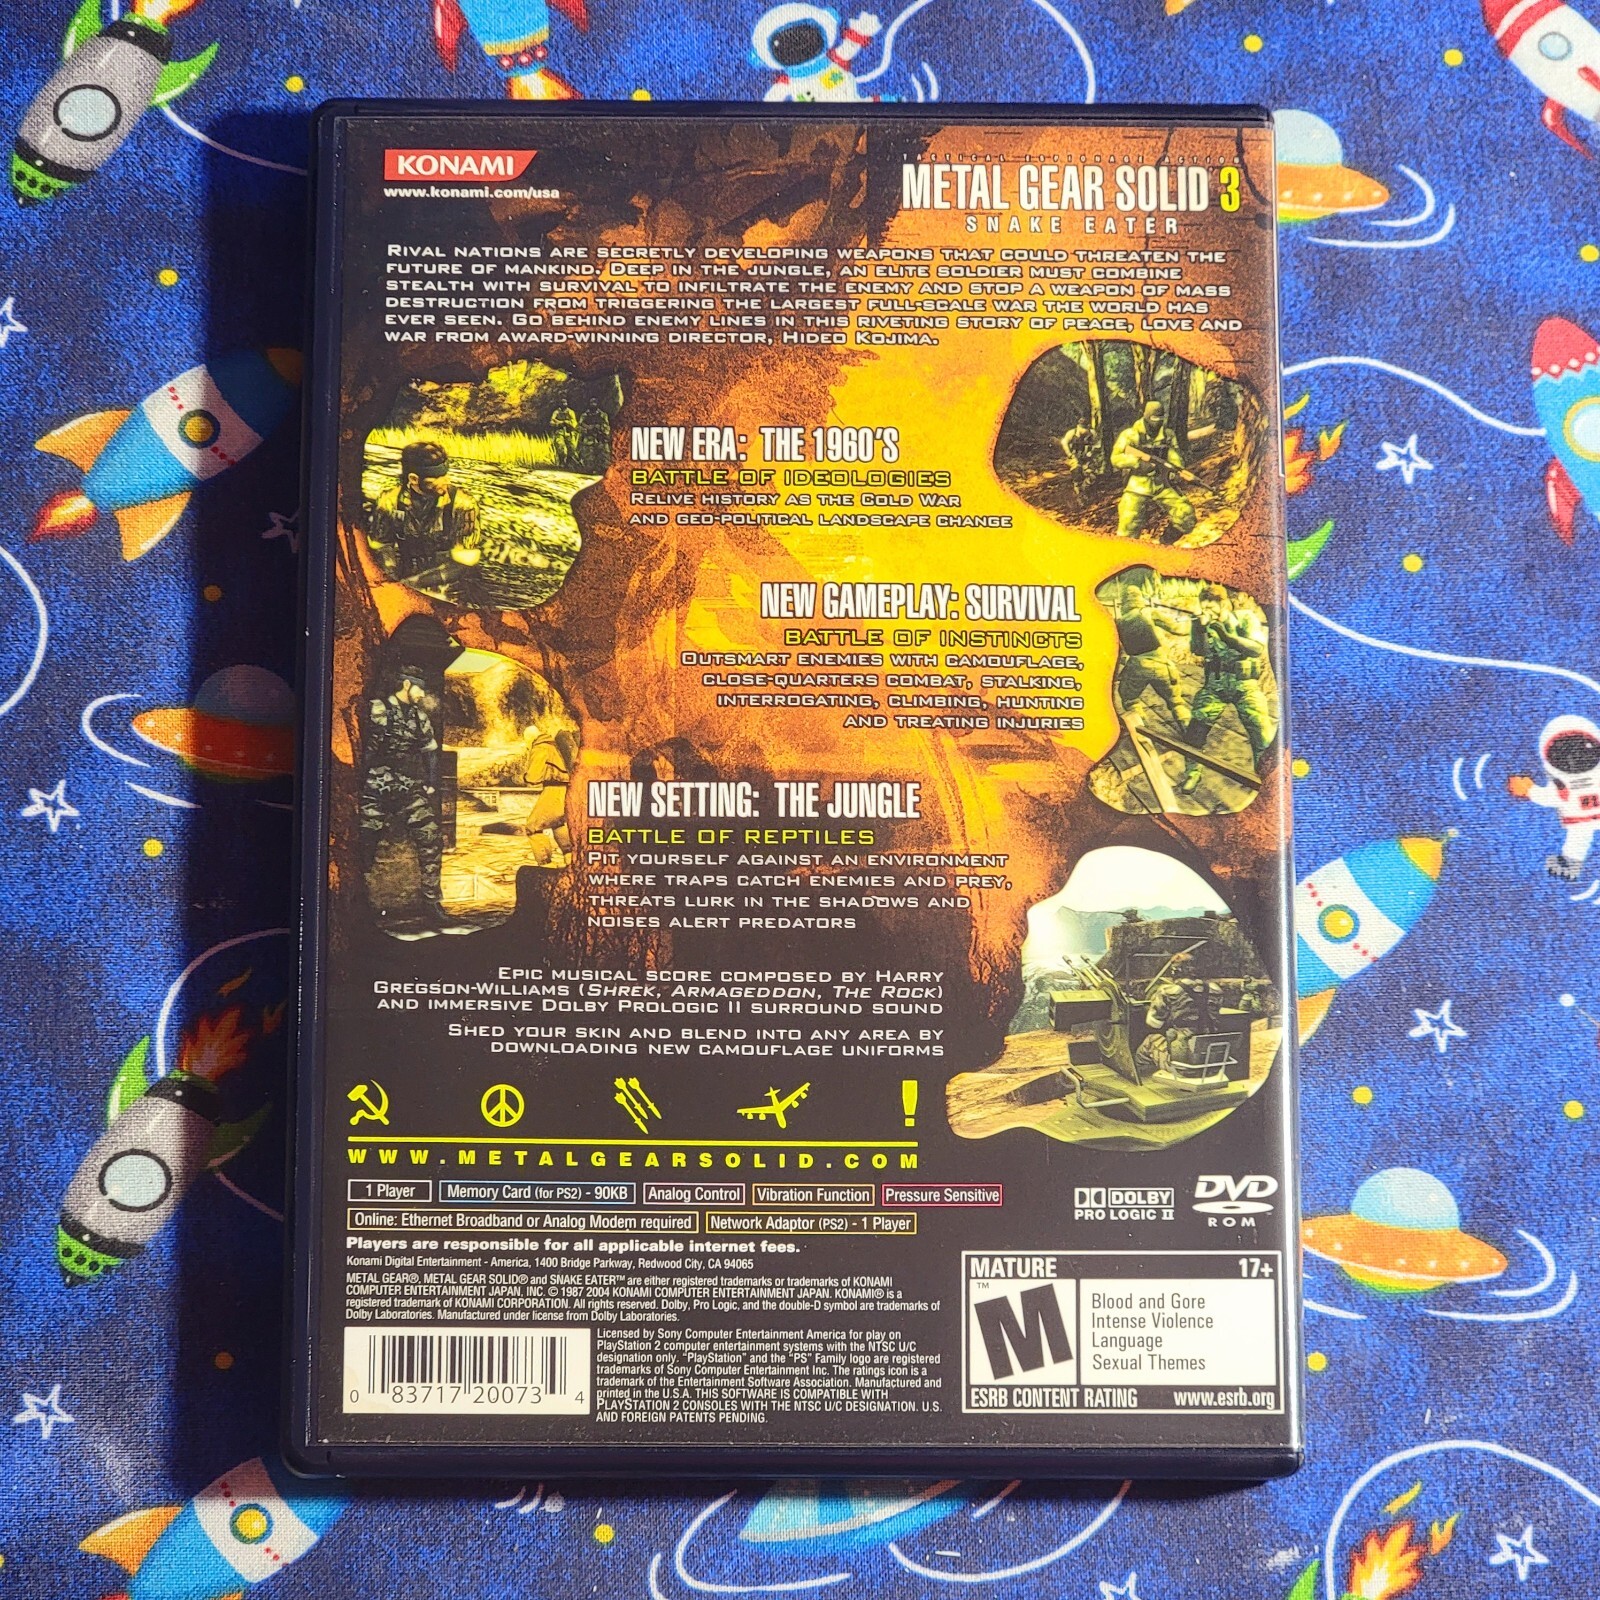 KONAMI
www.konami.com/usa
TACTICAL ESPIONAGE ACTION
METAL GEAR SOLID 3
SNAKE EATER
RIVAL NATIONS ARE SECRETLY DEVELOPING WEAPONS THAT COULD THREATEN THE
FUTURE OF MANKIND. DEEP IN THE JUNGLE, AN ELITE SOLDIER MUST COMBINE
STEALTH WITH SURVIVAL TO INFILTRATE THE ENEMY AND STOP A WEAPON OF MASS
DESTRUCTION FROM TRIGGERING THE LARGEST FULL-SCALE WAR THE WORLD HAS
EVER SEEN. GO BEHIND ENEMY LINES IN THIS RIVETING STORY OF PEACE, LOVE AND
WAR FROM AWARD-WINNING DIRECTOR, HIDEO KOJIMA.
NEW ERA: THE 1960'S
BATTLE OF IDEOLOGIES
RELIVE HISTORY AS THE COLD WAR
AND GEO-POLITICAL LANDSCAPE CHANGE
NEW GAMEPLAY: SURVIVAL
BATTLE OF INSTINCTS
OUTSMART ENEMIES WITH CAMOUFLAGE,
CLOSE-QUARTERS COMBAT, STALKING,
INTERROGATING, CLIMBING, HUNTING
AND TREATING INJURIES
NEW SETTING: THE JUNGLE
BATTLE OF REPTILES
PIT YOURSELF AGAINST AN ENVIRONMENT
WHERE TRAPS CATCH ENEMIES AND PREY,
THREATS LURK IN THE SHADOWS AND
NOISES ALERT PREDATORS
EPIC MUSICAL SCORE COMPOSED BY HARRY
GREGSON-WILLIAMS (SHREK, ARMAGEDDON, THE ROCK)
AND IMMERSIVE DOLBY PROLOGIC II SURROUND SOUND
SHED YOUR SKIN AND BLEND INTO ANY AREA BY
DOWNLOADING NEW CAMOUFLAGE UNIFORMS
!
WWW.METALGEARSOLID.COM
1 Player
Memory Card (for PS2) - 90KB
Analog Control
Vibration Function
Pressure Sensitive
Online: Ethernet Broadband or Analog Modem required
Network Adaptor (PS2) - 1 Player
DOLBY
PRO LOGIC II
DVD
ROM
Players are responsible for all applicable internet fees.
Konami Digital Entertainment - America, 1400 Bridge Parkway, Redwood City, CA 94065
METAL GEAR®, METAL GEAR SOLID® and SNAKE EATER™ are either registered trademarks or trademarks of KONAMI
COMPUTER ENTERTAINMENT JAPAN, INC. © 1987 2004 KONAMI COMPUTER ENTERTAINMENT JAPAN. KONAMI® is a
registered trademark of KONAMI CORPORATION. All rights reserved. Dolby, Pro Logic, and the double-D symbol are trademarks of
Dolby Laboratories. Manufactured under license from Dolby Laboratories.
0 83717 20073 4
Licensed by Sony Computer Entertainment America for play on
PlayStation 2 computer entertainment systems with the NTSC U/C
designation only. "PlayStation" and the "PS" Family logo are registered
trademarks of Sony Computer Entertainment Inc. The ratings icon is a
trademark of the Entertainment Software Association. Manufactured and
printed in the U.S.A. THIS SOFTWARE IS COMPATIBLE WITH
PLAYSTATION 2 CONSOLES WITH THE NTSC U/C DESIGNATION. U.S.
AND FOREIGN PATENTS PENDING.
MATURE 17+
M
™
Blood and Gore
Intense Violence
Language
Sexual Themes
ESRB CONTENT RATING www.esrb.org